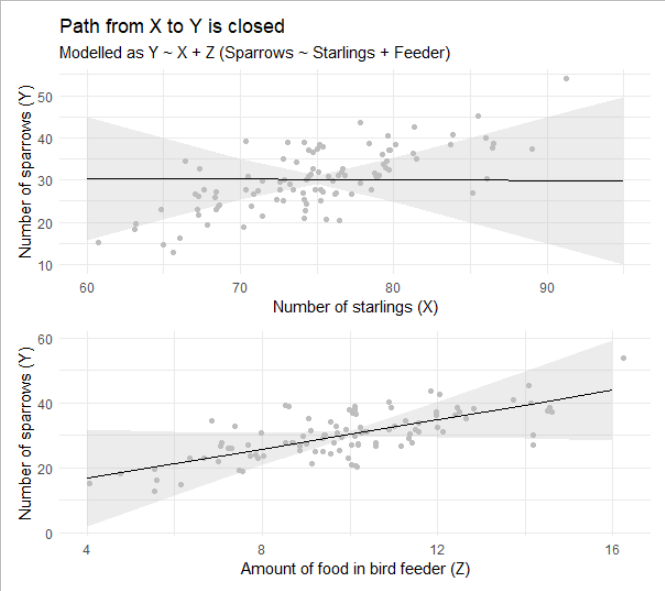 Path from X to Y is closed
Modelled as Y ~ X + Z (Sparrows ~ Starlings + Feeder)
Number of sparrows (Y)
50
40
30
20
10
60
70
80
90
Number of starlings (X)
Number of sparrows (Y)
60
40
20
0
4
8
12
16
Amount of food in bird feeder (Z)